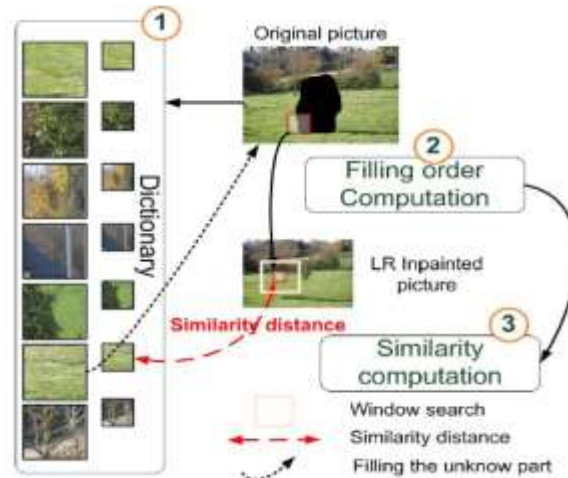 1
Original picture
Dictionary
2
Filling order
Computation
LR Inpainted
picture
Similarity distance
3
Similarity
computation
Window search
Similarity distance
Filling the unknow part